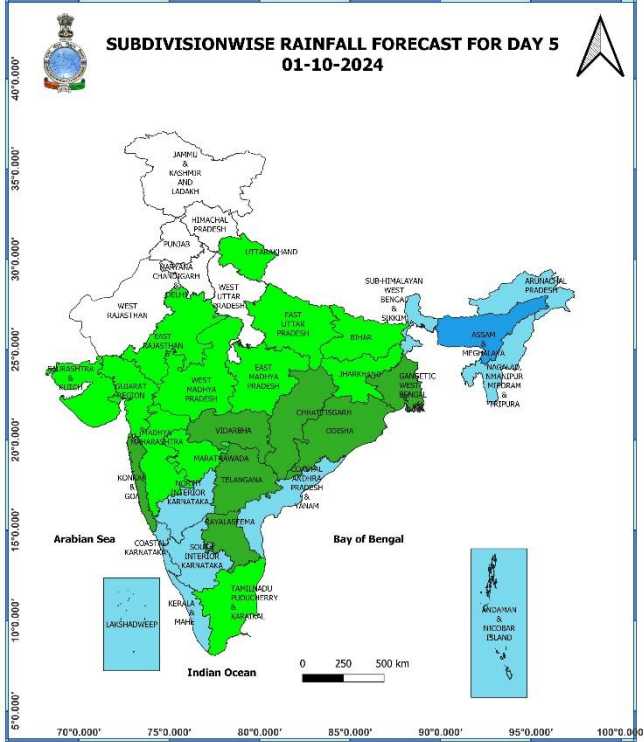 SUBDIVISIONWISE RAINFALL FORECAST FOR DAY 5
01-10-2024
40°0.000'
35°0.000'
30°0.000'
25°0.000'
20°0.000'
15°0.000'
10°0.000'
5°0.000'
JAMMU
&
KASHMIR
AND
LADAKH
HIMACHAL
PRADESH
PUNJAB
UTTARAKHAND
HARYANA
CHANDIGARH
&
DELHI
WEST
UTTAR
PRADESH
WEST
RAJASTHAN
EAST
RAJASTHAN
EAST
UTTAR
PRADESH
BIHAR
SUB-HIMALAYAN
WEST
BENGAL
&
SIKKIM
ARUNACHAL
PRADESH
ASSAM
&
MEGHALAYA
NAGALAD,
MANIPUR
MIZORAM
&
TRIPURA
SAURASHTRA
&
KUTCH
GUJARAT
REGION
WEST
MADHYA
PRADESH
EAST
MADHYA
PRADESH
JHARKHAND
GANGETIC
WEST
BENGAL
CHHATTISGARH
ODISHA
VIDARBHA
MADHYA
MAHARASHTRA
MARATHWADA
TELANGANA
KONKAN
&
GOA
NORTH
INTERIOR
KARNATAKA
COASTAL
ANDHRA
PRADESH
&
YANAM
RAYALASEEMA
COASTAL
KARNATAKA
SOUTH
INTERIOR
KARNATAKA
KERALA
&
MAHE
TAMILNADU
PUDUCHERRY
&
KARAIKAL
LAKSHADWEEP
ANDAMAN
&
NICOBAR
ISLAND
Arabian Sea
Bay of Bengal
Indian Ocean
0 250 500 km
70°0.000' 75°0.000' 80°0.000' 85°0.000' 90°0.000' 95°0.000' 100°0.000'